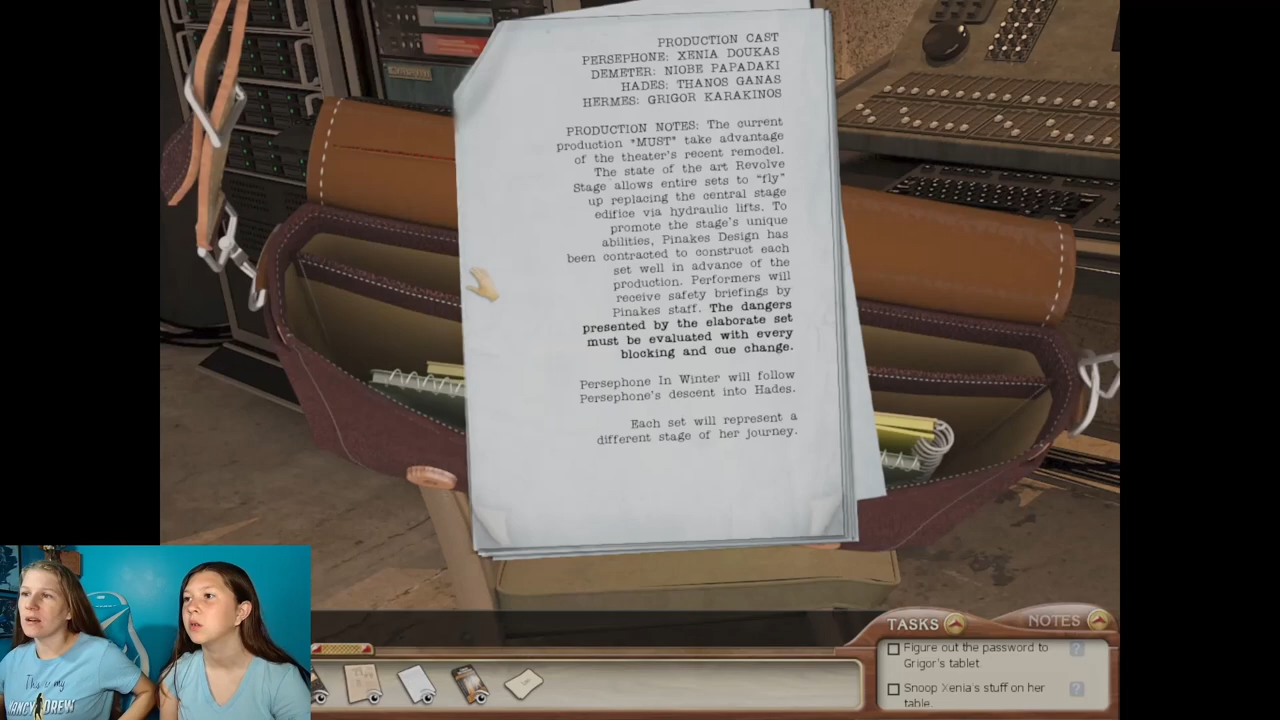 PRODUCTION CAST
PERSEPHONE: XENIA DOUKAS
DEMETER: NIOBE PAPADAKI
HADES: THANOS GANAS
HERMES: GRIGOR KARAKINOS
PRODUCTION NOTES: The current
production *MUST* take advantage
of the theater's recent remodel.
The state of the art Revolve
Stage allows entire sets to "fly"
up replacing the central stage
edifice via hydraulic lifts. To
promote the stage's unique
abilities, Pinakes Design has
been contracted to construct each
set well in advance of the
production. Performers will
receive safety briefings by
Pinakes staff. The dangers
presented by the elaborate set
must be evaluated with every
blocking and cue change.
Persephone In Winter will follow
Persephone's descent into Hades.
Each set will represent a
different stage of her journey.
TASKS
NOTES
Figure out the password to
Grigor's tablet.
Snoop Xenia's stuff on her
table.
This is my
NANCY DREW